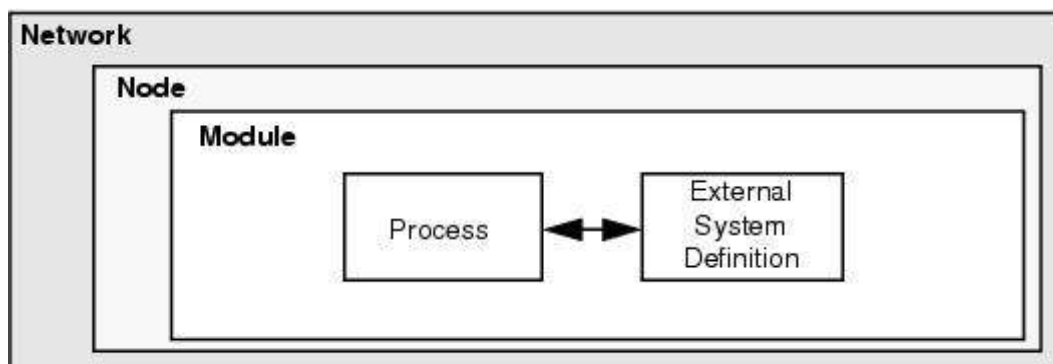 Network
Node
Module
Process
External
System
Definition